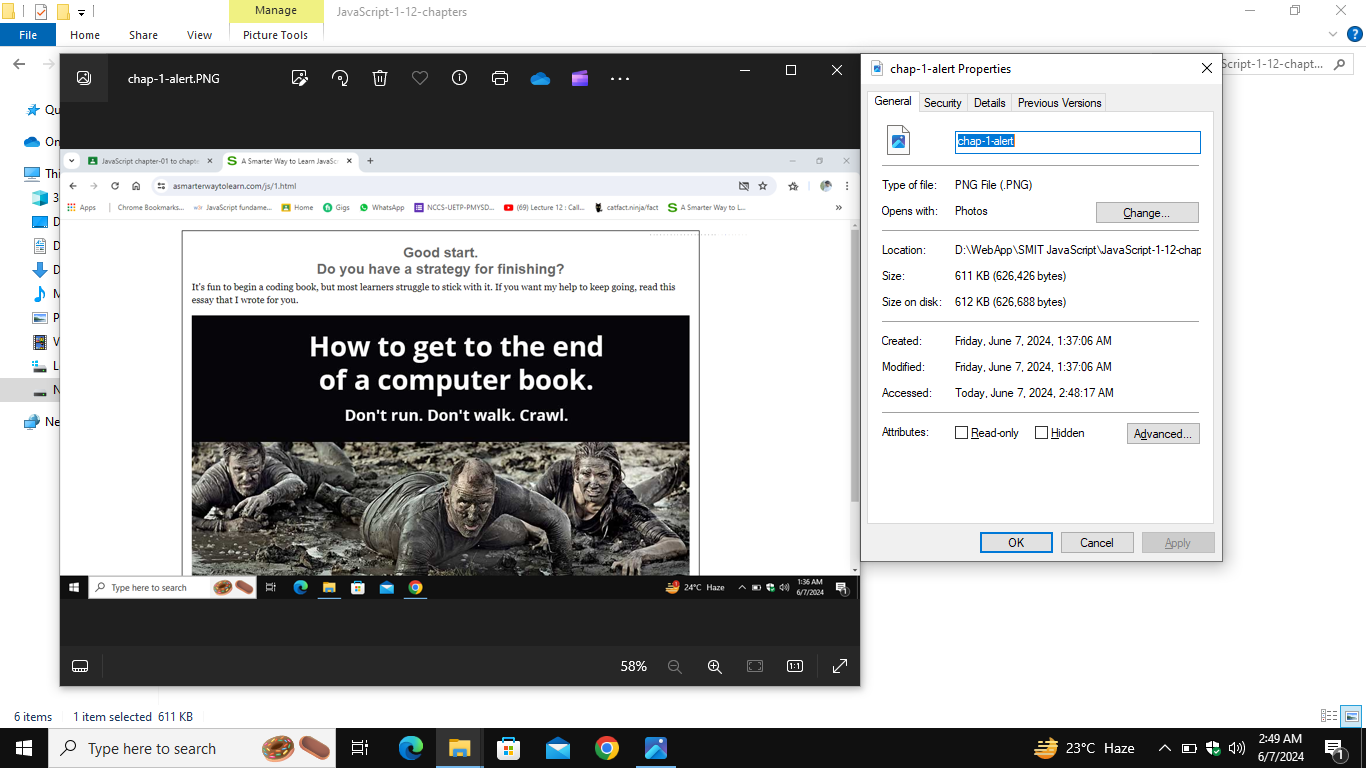 Manage
JavaScript-1-12-chapters
File
Home
Share
View
Picture Tools
chap-1-alert.PNG
chap-1-alert Properties
Script-1-12-chapt...
General
Security
Details
Previous Versions
chap-1-alert
Type of file:
PNG File (.PNG)
Opens with:
Photos
Change...
Location:
D:\WebApp\SMIT JavaScript\JavaScript-1-12-chap
Size:
611 KB (626,426 bytes)
Size on disk:
612 KB (626,688 bytes)
Created:
Friday, June 7, 2024, 1:37:06 AM
Modified:
Friday, June 7, 2024, 1:37:06 AM
Accessed:
Today, June 7, 2024, 2:48:17 AM
Attributes:
Read-only
Hidden
Advanced...
OK
Cancel
Apply
JavaScript chapter-01 to chapte
A Smarter Way to Learn JavaSc
asmarterwaytolearn.com/js/1.html
Apps
Chrome Bookmarks...
JavaScript fundame...
Home
Gigs
WhatsApp
NCCS-UETP-PMYSD...
(69) Lecture 12 : Call...
catfact.ninja/fact
A Smarter Way to L...
Good start.
Do you have a strategy for finishing?
It's fun to begin a coding book, but most learners struggle to stick with it. If you want my help to keep going, read this
essay that I wrote for you.
How to get to the end
of a computer book.
Don't run. Don't walk. Crawl.
Type here to search
24°C Haze
1:36 AM
6/7/2024
1
58%
1:1
Qu
On
Thi
3
D
D
D
M
P
V
L
N
Ne
6 items
1 item selected 611 KB
Type here to search
23°C Haze
2:49 AM
6/7/2024
1